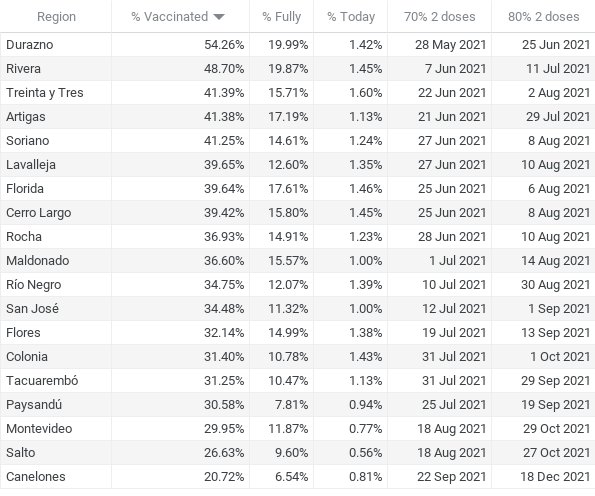 Region % Vaccinated % Fully % Today 70% 2 doses 80% 2 doses
Durazno 54.26% 19.99% 1.42% 28 May 2021 25 Jun 2021
Rivera 48.70% 19.87% 1.45% 7 Jun 2021 11 Jul 2021
Treinta y Tres 41.39% 15.71% 1.60% 22 Jun 2021 2 Aug 2021
Artigas 41.38% 17.19% 1.13% 21 Jun 2021 29 Jul 2021
Soriano 41.25% 14.61% 1.24% 27 Jun 2021 8 Aug 2021
Lavalleja 39.65% 12.60% 1.35% 27 Jun 2021 10 Aug 2021
Florida 39.64% 17.61% 1.46% 25 Jun 2021 6 Aug 2021
Cerro Largo 39.42% 15.80% 1.45% 25 Jun 2021 8 Aug 2021
Rocha 36.93% 14.91% 1.23% 28 Jun 2021 10 Aug 2021
Maldonado 36.60% 15.57% 1.00% 1 Jul 2021 14 Aug 2021
Río Negro 34.75% 12.07% 1.39% 10 Jul 2021 30 Aug 2021
San José 34.48% 11.32% 1.00% 12 Jul 2021 1 Sep 2021
Flores 32.14% 14.99% 1.38% 19 Jul 2021 13 Sep 2021
Colonia 31.40% 10.78% 1.43% 31 Jul 2021 1 Oct 2021
Tacuarembó 31.25% 10.47% 1.13% 31 Jul 2021 29 Sep 2021
Paysandú 30.58% 7.81% 0.94% 25 Jul 2021 19 Sep 2021
Montevideo 29.95% 11.87% 0.77% 18 Aug 2021 29 Oct 2021
Salto 26.63% 9.60% 0.56% 18 Aug 2021 27 Oct 2021
Canelones 20.72% 6.54% 0.81% 22 Sep 2021 18 Dec 2021